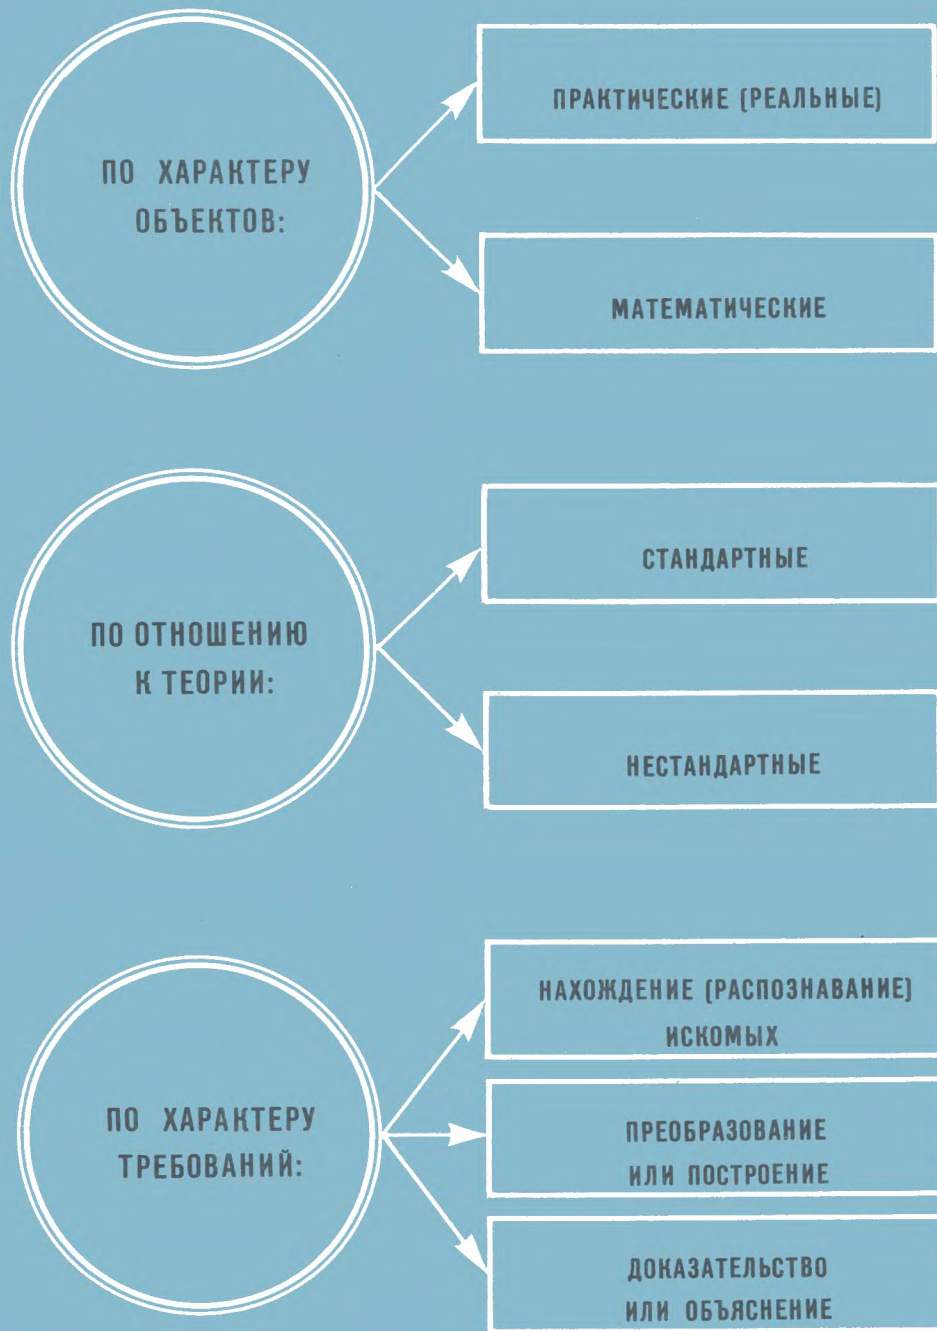 ПО ХАРАКТЕРУ
ОБЪЕКТОВ:
ПРАКТИЧЕСКИЕ (РЕАЛЬНЫЕ)
МАТЕМАТИЧЕСКИЕ
ПО ОТНОШЕНИЮ
К ТЕОРИИ:
СТАНДАРТНЫЕ
НЕСТАНДАРТНЫЕ
ПО ХАРАКТЕРУ
ТРЕБОВАНИЙ:
НАХОЖДЕНИЕ (РАСПОЗНАВАНИЕ)
ИСКОМЫХ
ПРЕОБРАЗОВАНИЕ
ИЛИ ПОСТРОЕНИЕ
ДОКАЗАТЕЛЬСТВО
ИЛИ ОБЪЯСНЕНИЕ